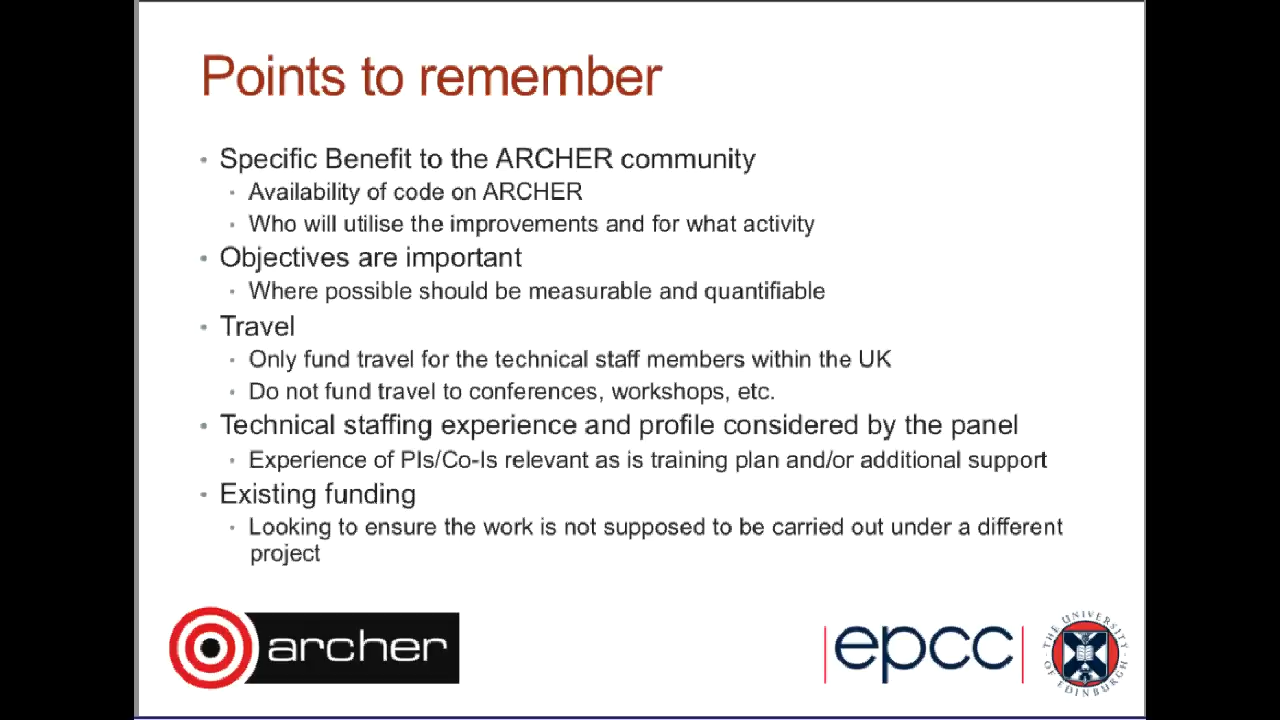 Points to remember
• Specific Benefit to the ARCHER community
• Availability of code on ARCHER
• Who will utilise the improvements and for what activity
• Objectives are important
• Where possible should be measurable and quantifiable
• Travel
• Only fund travel for the technical staff members within the UK
• Do not fund travel to conferences, workshops, etc.
• Technical staffing experience and profile considered by the panel
• Experience of PIs/Co-Is relevant as is training plan and/or additional support
• Existing funding
• Looking to ensure the work is not supposed to be carried out under a different
project
archer
epcc
THE UNIVERSITY OF EDINBURGH